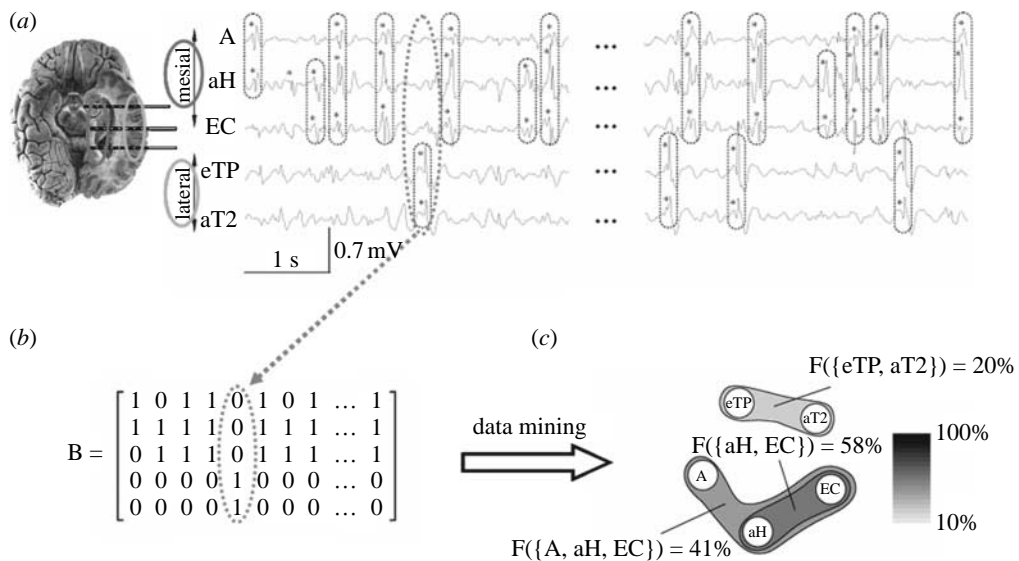 (a)
mesial
lateral
A
aH
EC
eTP
aT2
...
...
...
...
...
1 s
0.7 mV
(b)
B =
1 0 1 1 0 1 0 1 … 1
1 1 1 1 0 1 1 1 … 1
0 1 1 1 0 1 1 1 … 1
0 0 0 0 1 0 0 0 … 0
0 0 0 0 1 0 0 0 … 0
data mining
(c)
F({eTP, aT2}) = 20%
eTP
aT2
F({aH, EC}) = 58%
A
EC
aH
F({A, aH, EC}) = 41%
100%
10%